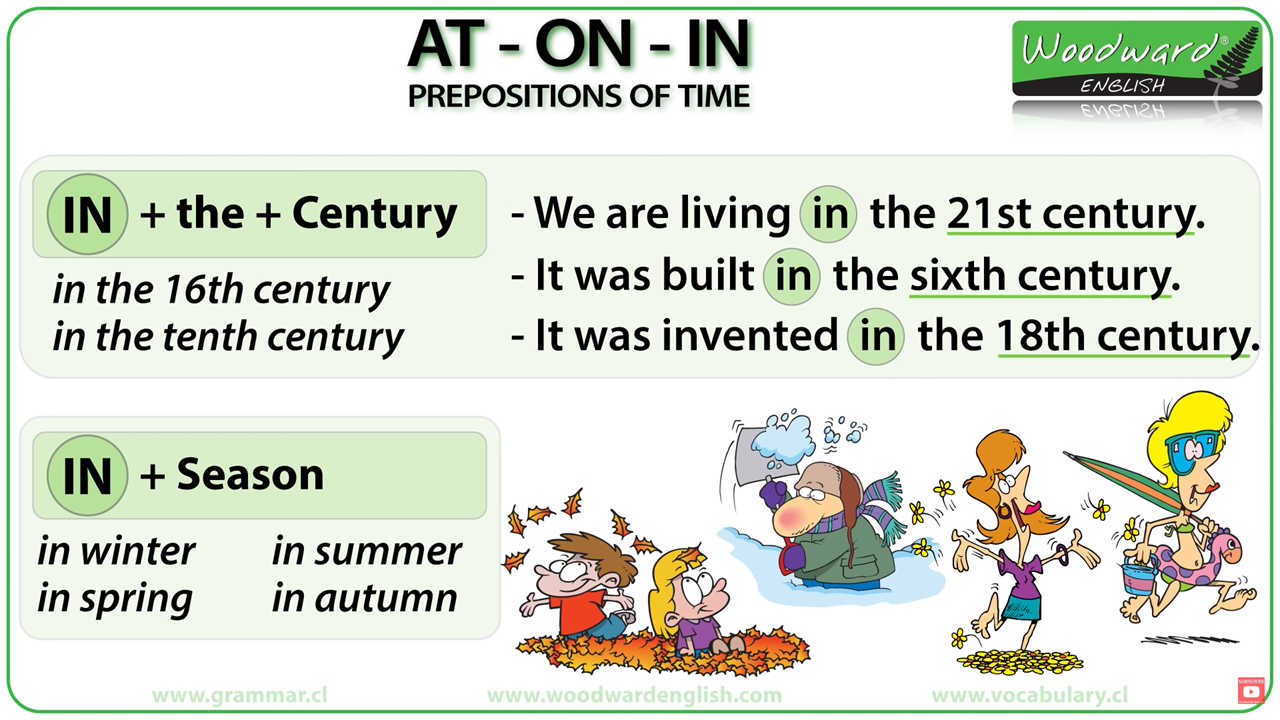 AT - ON - IN
PREPOSITIONS OF TIME
Woodward®
ENGLISH
IN + the + Century
in the 16th century
in the tenth century
- We are living in the 21st century.
- It was built in the sixth century.
- It was invented in the 18th century.
IN + Season
in winter in summer
in spring in autumn
www.grammar.cl www.woodwardenglish.com www.vocabulary.cl
SUBSCRIBE